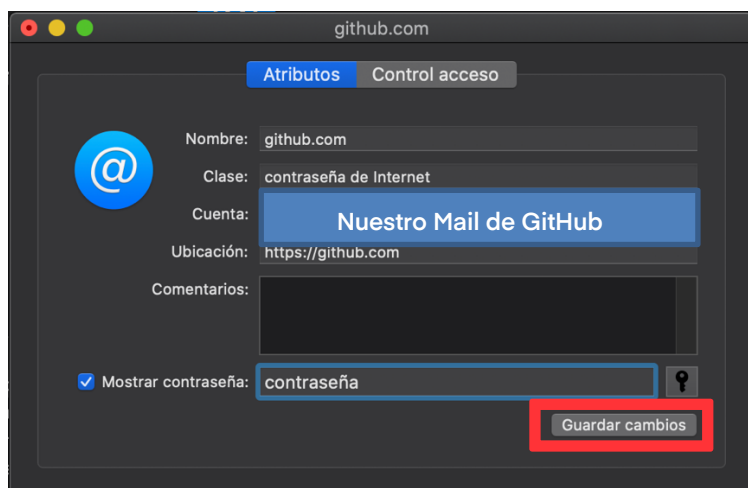 github.com
Atributos Control acceso
Nombre: github.com
Clase: contraseña de Internet
Cuenta: Nuestro Mail de GitHub
Ubicación: https://github.com
Comentarios:
Mostrar contraseña: contraseña
Guardar cambios